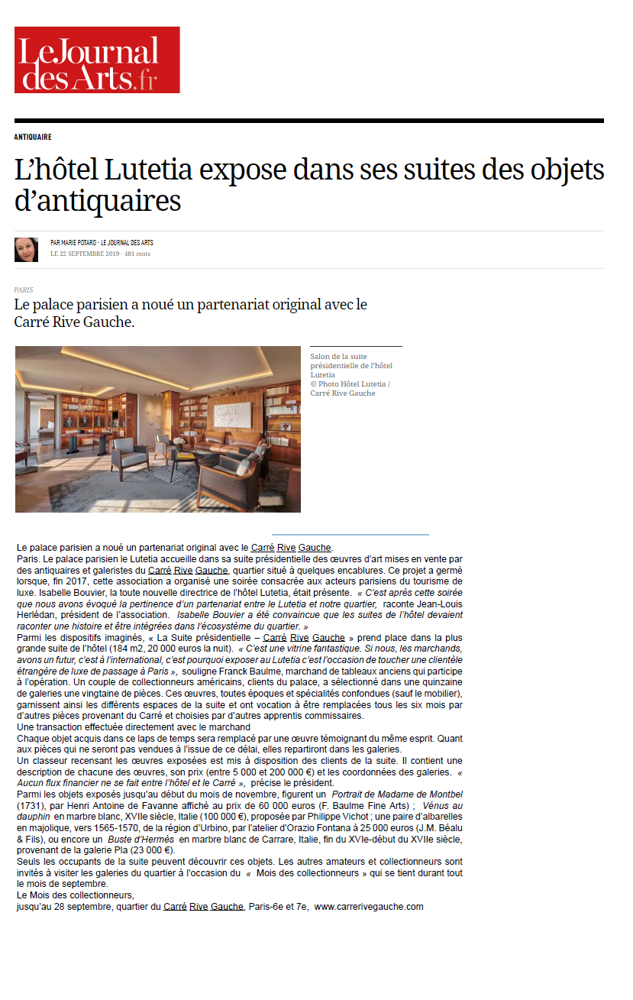 LeJournal
des Arts.fr
ANTIQUAIRE
L’hôtel Lutetia expose dans ses suites des objets
d’antiquaires
PAR MARIE POTARD - LE JOURNAL DES ARTS
LE 22 SEPTEMBRE 2019 - 481 mots
PARIS
Le palace parisien a noué un partenariat original avec le
Carré Rive Gauche.
Salon de la suite
présidentielle de l’hôtel
Lutetia
© Photo Hôtel Lutetia /
Carré Rive Gauche
Le palace parisien a noué un partenariat original avec le Carré Rive Gauche.
Paris. Le palace parisien le Lutetia accueille dans sa suite présidentielle des œuvres d’art mises en vente par
des antiquaires et galeristes du Carré Rive Gauche, quartier situé à quelques encablures. Ce projet a germé
lorsque, fin 2017, cette association a organisé une soirée consacrée aux acteurs parisiens du tourisme de
luxe. Isabelle Bouvier, la toute nouvelle directrice de l’hôtel Lutetia, était présente. « C’est après cette soirée
que nous avons évoqué la pertinence d’un partenariat entre le Lutetia et notre quartier, raconte Jean-Louis
Herlédan, président de l’association. Isabelle Bouvier a été convaincue que les suites de l’hôtel devaient
raconter une histoire et être intégrées dans l’écosystème du quartier. »
Parmi les dispositifs imaginés, « La Suite présidentielle – Carré Rive Gauche » prend place dans la plus
grande suite de l’hôtel (184 m2, 20 000 euros la nuit). « C’est une vitrine fantastique. Si nous, les marchands,
avons un futur, c’est à l’international, c’est pourquoi exposer au Lutetia c’est l’occasion de toucher une clientèle
étrangère de luxe de passage à Paris », souligne Franck Baulme, marchand de tableaux anciens qui participe
à l’opération. Un couple de collectionneurs américains, clients du palace, a sélectionné dans une quinzaine
de galeries une vingtaine de pièces. Ces œuvres, toutes époques et spécialités confondues (sauf le mobilier),
garnissent ainsi les différents espaces de la suite et ont vocation à être remplacées tous les six mois par
d’autres pièces provenant du Carré et choisies par d’autres apprentis commissaires.
Une transaction effectuée directement avec le marchand
Chaque objet acquis dans ce laps de temps sera remplacé par une œuvre témoignant du même esprit. Quant
aux pièces qui ne seront pas vendues à l’issue de ce délai, elles repartiront dans les galeries.
Un classeur recensant les œuvres exposées est mis à disposition des clients de la suite. Il contient une
description de chacune des œuvres, son prix (entre 5 000 et 200 000 €) et les coordonnées des galeries. «
Aucun flux financier ne se fait entre l’hôtel et le Carré », précise le président.
Parmi les objets exposés jusqu’au début du mois de novembre, figurent un Portrait de Madame de Montbel
(1731), par Henri Antoine de Favanne affiché au prix de 60 000 euros (F. Baulme Fine Arts) ; Vénus au
dauphin en marbre blanc, XVIIe siècle, Italie (100 000 €), proposée par Philippe Vichot ; une paire d’albarelles
en majolique, vers 1565-1570, de la région d’Urbino, par l’atelier d’Orazio Fontana à 25 000 euros (J.M. Béalu
& Fils), ou encore un Buste d’Hermès en marbre blanc de Carrare, Italie, fin du XVIe-début du XVIIe siècle,
provenant de la galerie Pla (23 000 €).
Seuls les occupants de la suite peuvent découvrir ces objets. Les autres amateurs et collectionneurs sont
invités à visiter les galeries du quartier à l’occasion du « Mois des collectionneurs » qui se tient durant tout
le mois de septembre.
Le Mois des collectionneurs,
jusqu’au 28 septembre, quartier du Carré Rive Gauche, Paris-6e et 7e, www.carrerivegauche.com